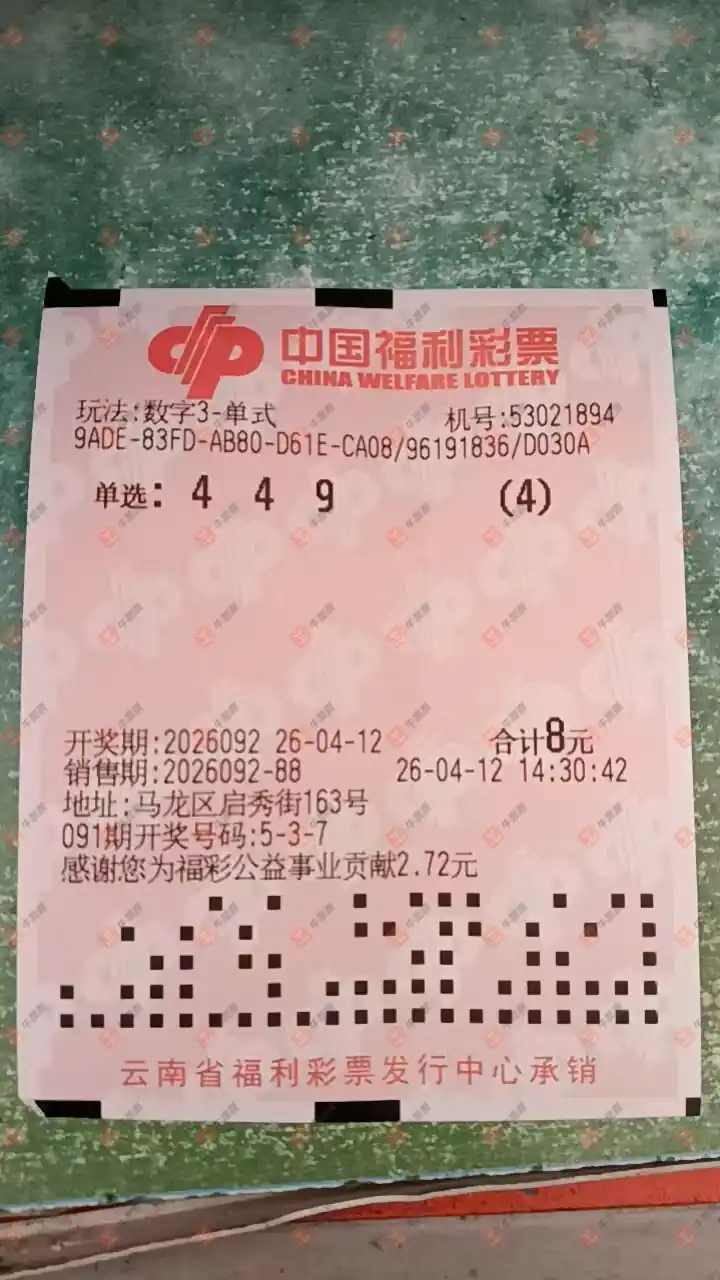 中国福利彩票
CHINA WELFARE LOTTERY
玩法:数字3-单式 机号:53021894
9ADE-83FD-AB80-D61E-CA08/96191836/D030A
单选: 4 4 9 (4)
开奖期:2026092 26-04-12 合计8元
销售期:2026092-88 26-04-12 14:30:42
地址:马龙区启秀街163号
091期开奖号码:5-3-7
感谢您为福彩公益事业贡献2.72元
云南省福利彩票发行中心承销